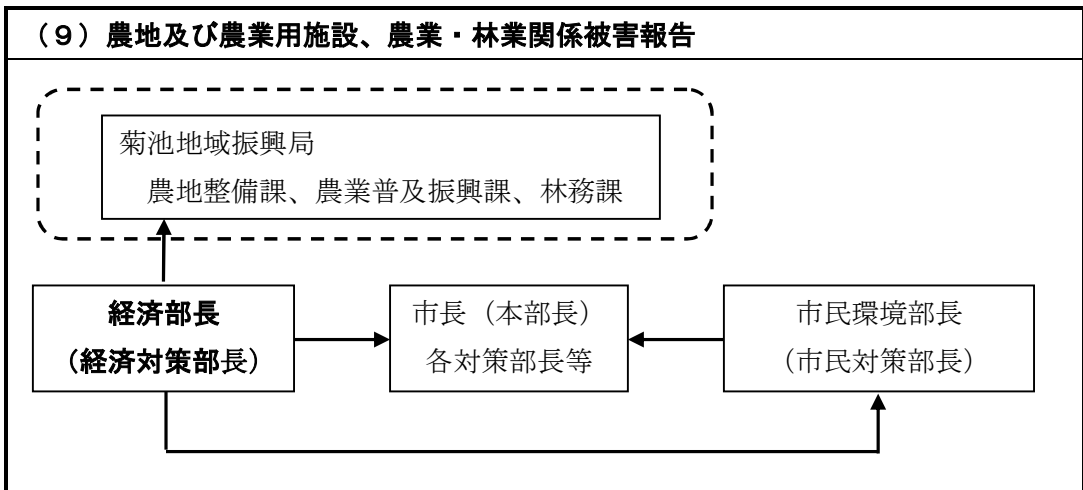 （９）農地及び農業用施設、農業・林業関係被害報告
菊池地域振興局
農地整備課、農業普及振興課、林務課
経済部長
（経済対策部長）
市長（本部長）
各対策部長等
市民環境部長
（市民対策部長）